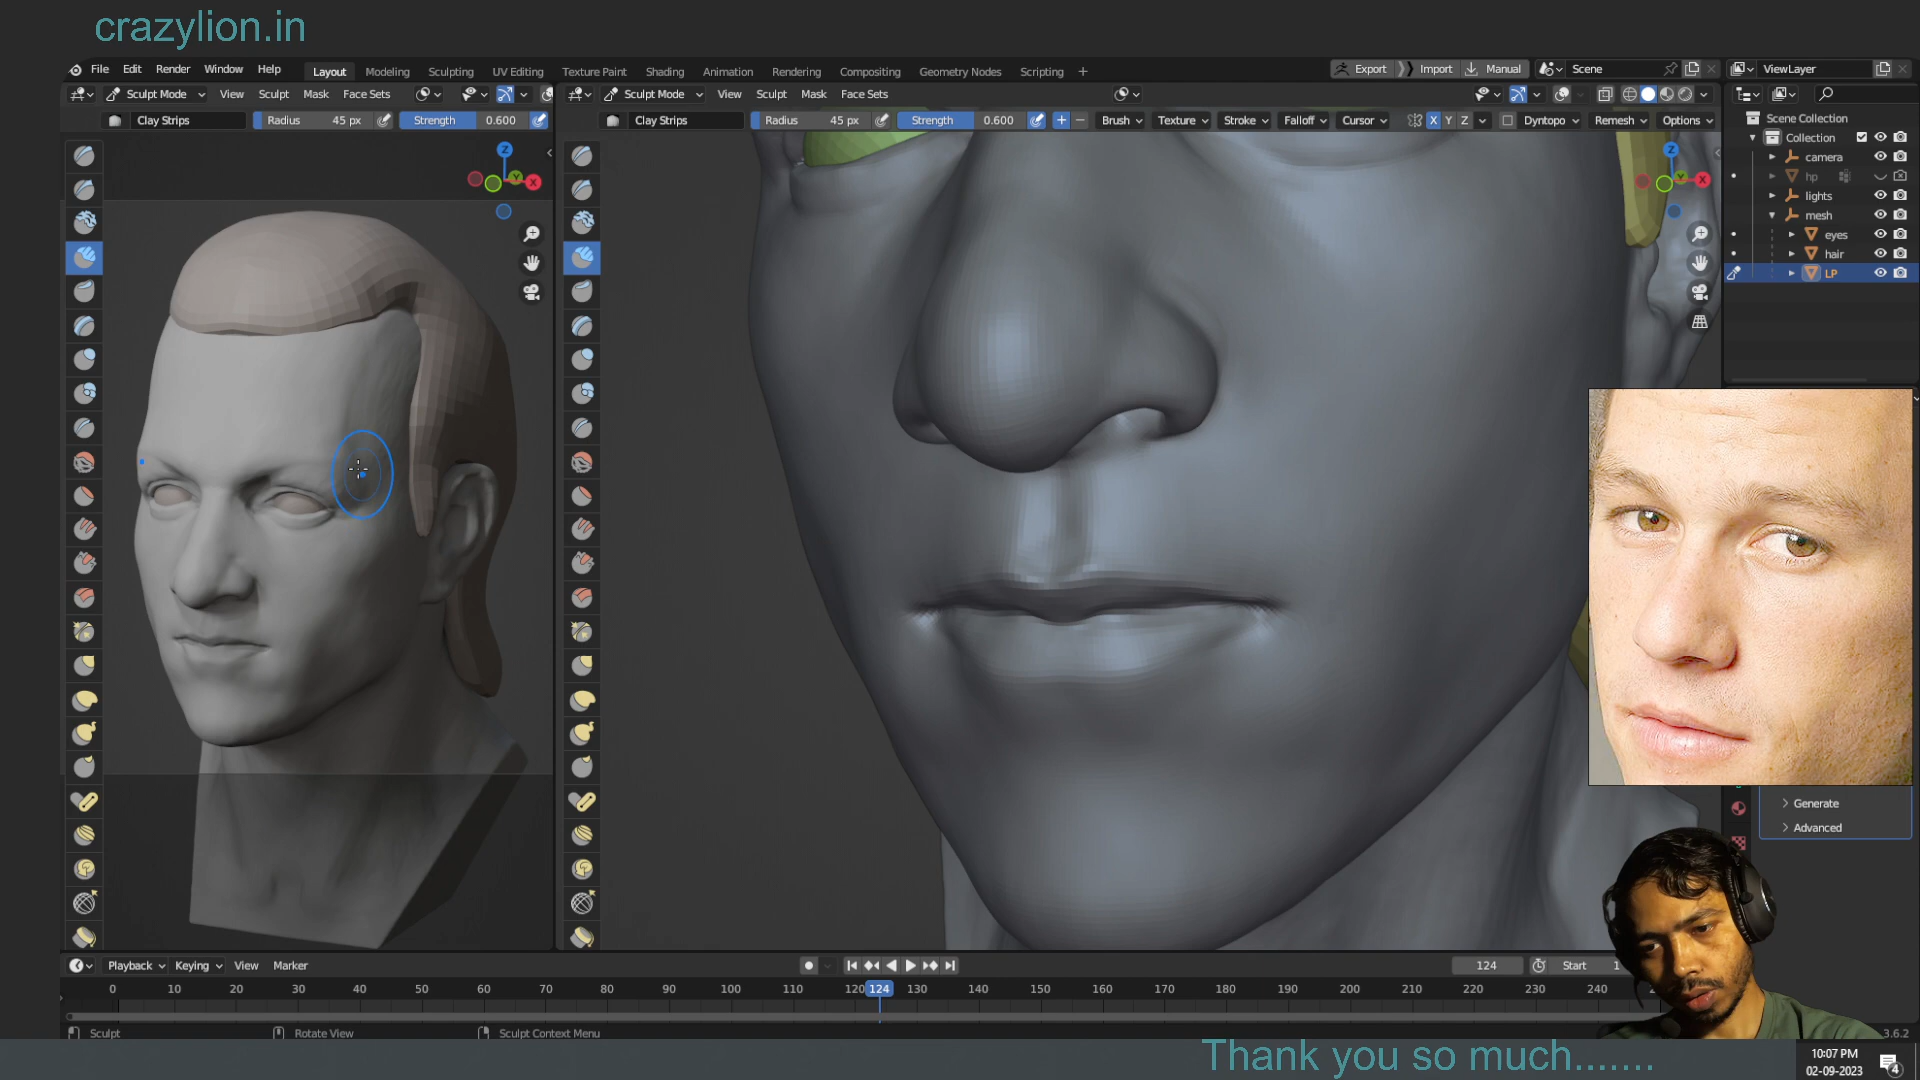 crazylion.in
File Edit Render Window Help Layout Modeling Sculpting UV Editing Texture Paint Shading Animation Rendering Compositing Geometry Nodes Scripting + Export Import Manual Scene ViewLayer
Sculpt Mode View Sculpt Mask Face Sets Sculpt Mode View Sculpt Mask Face Sets
Clay Strips Radius 45 px Strength 0.600 Clay Strips Radius 45 px Strength 0.600 Brush Texture Stroke Falloff Cursor X Y Z Dyntopo Remesh Options
Scene Collection
Collection
camera
hp
lights
mesh
eyes
hair
LP
Z Y X
Z Y X
Generate
Advanced
Playback Keying View Marker 124 Start 1
0 10 20 30 40 50 60 70 80 90 100 110 120 124 130 140 150 160 170 180 190 200 210 220 230 240
Sculpt Rotate View Sculpt Context Menu 3.6.2
Thank you so much.......
10:07 PM
02-09-2023
4